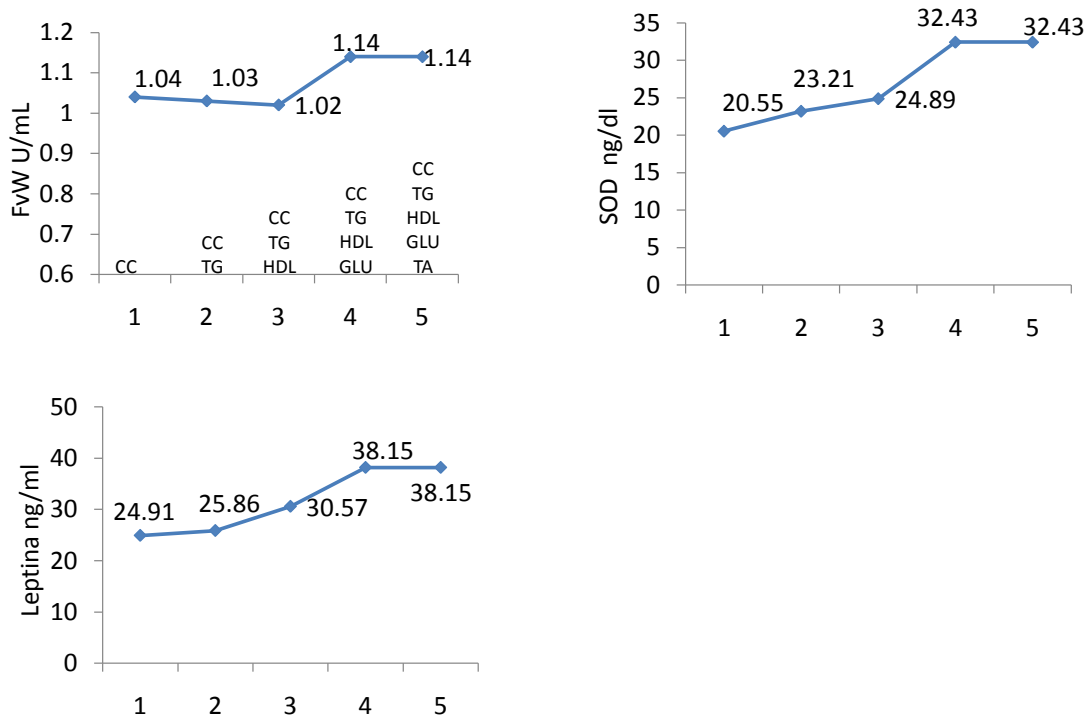 FvW U/mL
1.2
1.1
1
0.9
0.8
0.7
0.6
1.04
1.03
1.02
1.14
1.14
CC
CC
TG
CC
TG
HDL
CC
TG
HDL
GLU
CC
TG
HDL
GLU
TA
1 2 3 4 5
SOD ng/dl
35
30
25
20
15
10
5
0
20.55
23.21
24.89
32.43
32.43
1 2 3 4 5
Leptina ng/ml
50
40
30
20
10
0
24.91
25.86
30.57
38.15
38.15
1 2 3 4 5